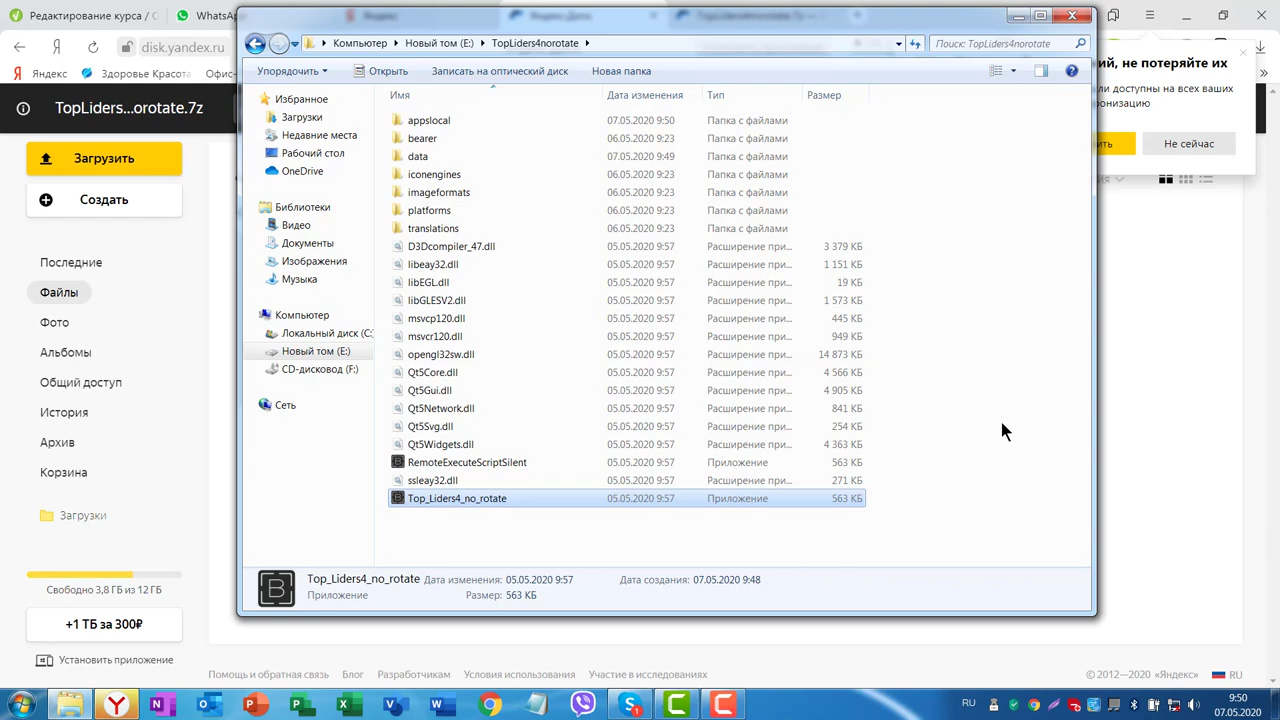 Редактирование курса / С
WhatsA
Яндекс
Яндекс.Диск
TopLiders4norotate.7z
disk.yandex.ru
Яндекс
Здоровье Красота
Офис-
Компьютер
Новый том (E:)
TopLiders4norotate
Поиск: TopLiders4norotate
ий, не потеряйте их
Упорядочить
Открыть
Записать на оптический диск
Новая папка
или доступны на всех ваших
ронизацию
ить
Не сейчас
TopLiders...orotate.7z
Загрузить
Создать
Последние
Файлы
Фото
Альбомы
Общий доступ
История
Архив
Корзина
Загрузки
Свободно 3,8 ГБ из 12 ГБ
+1 ТБ за 300₽
Установить приложение
Избранное
Загрузки
Недавние места
Рабочий стол
OneDrive
Библиотеки
Видео
Документы
Изображения
Музыка
Компьютер
Локальный диск (C:
Новый том (E:)
CD-дисковод (F:)
Сеть
Имя Дата изменения Тип Размер
appslocal 07.05.2020 9:50 Папка с файлами
bearer 06.05.2020 9:23 Папка с файлами
data 07.05.2020 9:49 Папка с файлами
iconengines 06.05.2020 9:23 Папка с файлами
imageformats 06.05.2020 9:23 Папка с файлами
platforms 06.05.2020 9:23 Папка с файлами
translations 06.05.2020 9:23 Папка с файлами
D3Dcompiler_47.dll 05.05.2020 9:57 Расширение при... 3 379 КБ
libeay32.dll 05.05.2020 9:57 Расширение при... 1 151 КБ
libEGL.dll 05.05.2020 9:57 Расширение при... 19 КБ
libGLESV2.dll 05.05.2020 9:57 Расширение при... 1 573 КБ
msvcp120.dll 05.05.2020 9:57 Расширение при... 445 КБ
msvcr120.dll 05.05.2020 9:57 Расширение при... 949 КБ
opengl32sw.dll 05.05.2020 9:57 Расширение при... 14 873 КБ
Qt5Core.dll 05.05.2020 9:57 Расширение при... 4 566 КБ
Qt5Gui.dll 05.05.2020 9:57 Расширение при... 4 905 КБ
Qt5Network.dll 05.05.2020 9:57 Расширение при... 841 КБ
Qt5Svg.dll 05.05.2020 9:57 Расширение при... 254 КБ
Qt5Widgets.dll 05.05.2020 9:57 Расширение при... 4 363 КБ
RemoteExecuteScriptSilent 05.05.2020 9:57 Приложение 563 КБ
ssleay32.dll 05.05.2020 9:57 Расширение при... 271 КБ
Top_Liders4_no_rotate 05.05.2020 9:57 Приложение 563 КБ
Top_Liders4_no_rotate Дата изменения: 05.05.2020 9:57 Дата создания: 07.05.2020 9:48
Приложение Размер: 563 КБ
Помощь и обратная связь Блог Разработчикам Условия использования Участие в исследованиях
© 2012—2020 «Яндекс» RU
RU
9:50
07.05.2020